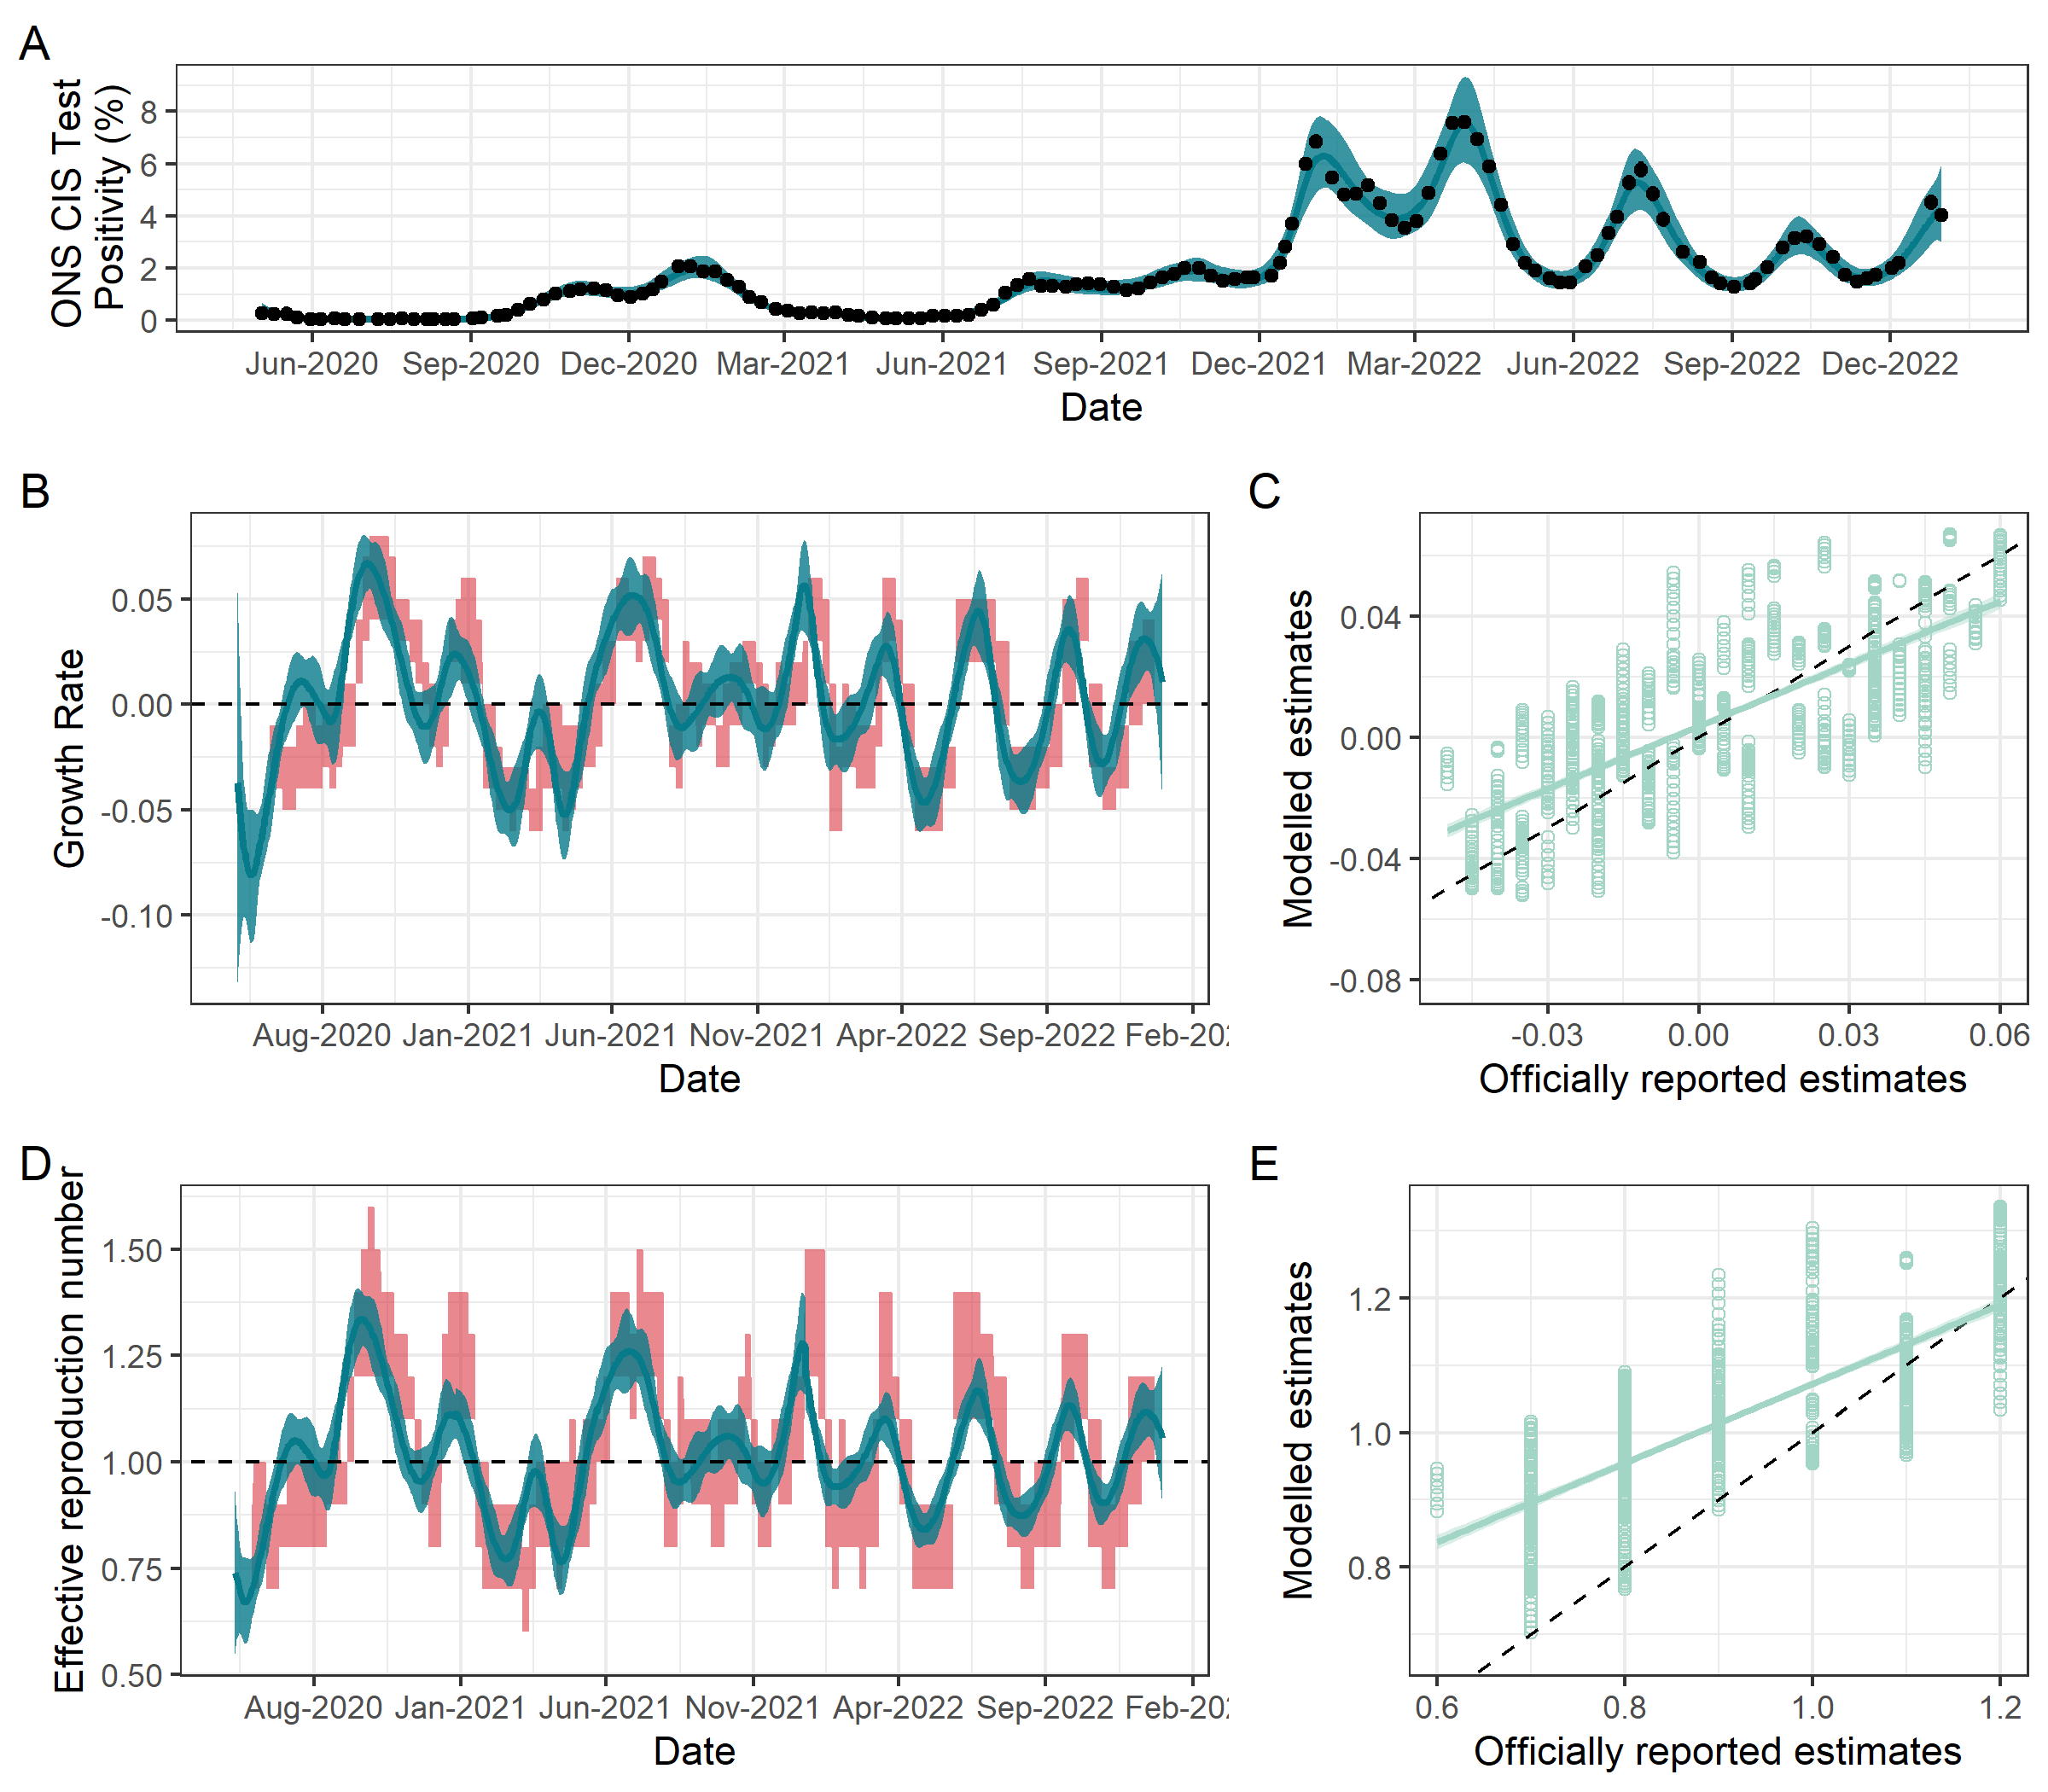 A
ONS CIS Test
Positivity (%)
8
6
4
2
0
Jun-2020 Sep-2020 Dec-2020 Mar-2021 Jun-2021 Sep-2021 Dec-2021 Mar-2022 Jun-2022 Sep-2022 Dec-2022
Date
B
Growth Rate
0.05
0.00
-0.05
-0.10
Aug-2020 Jan-2021 Jun-2021 Nov-2021 Apr-2022 Sep-2022 Feb-202
Date
C
Modelled estimates
0.04
0.00
-0.04
-0.08
-0.03 0.00 0.03 0.06
Officially reported estimates
D
Effective reproduction number
1.50
1.25
1.00
0.75
0.50
Aug-2020 Jan-2021 Jun-2021 Nov-2021 Apr-2022 Sep-2022 Feb-202
Date
E
Modelled estimates
1.2
1.0
0.8
0.6 0.8 1.0 1.2
Officially reported estimates